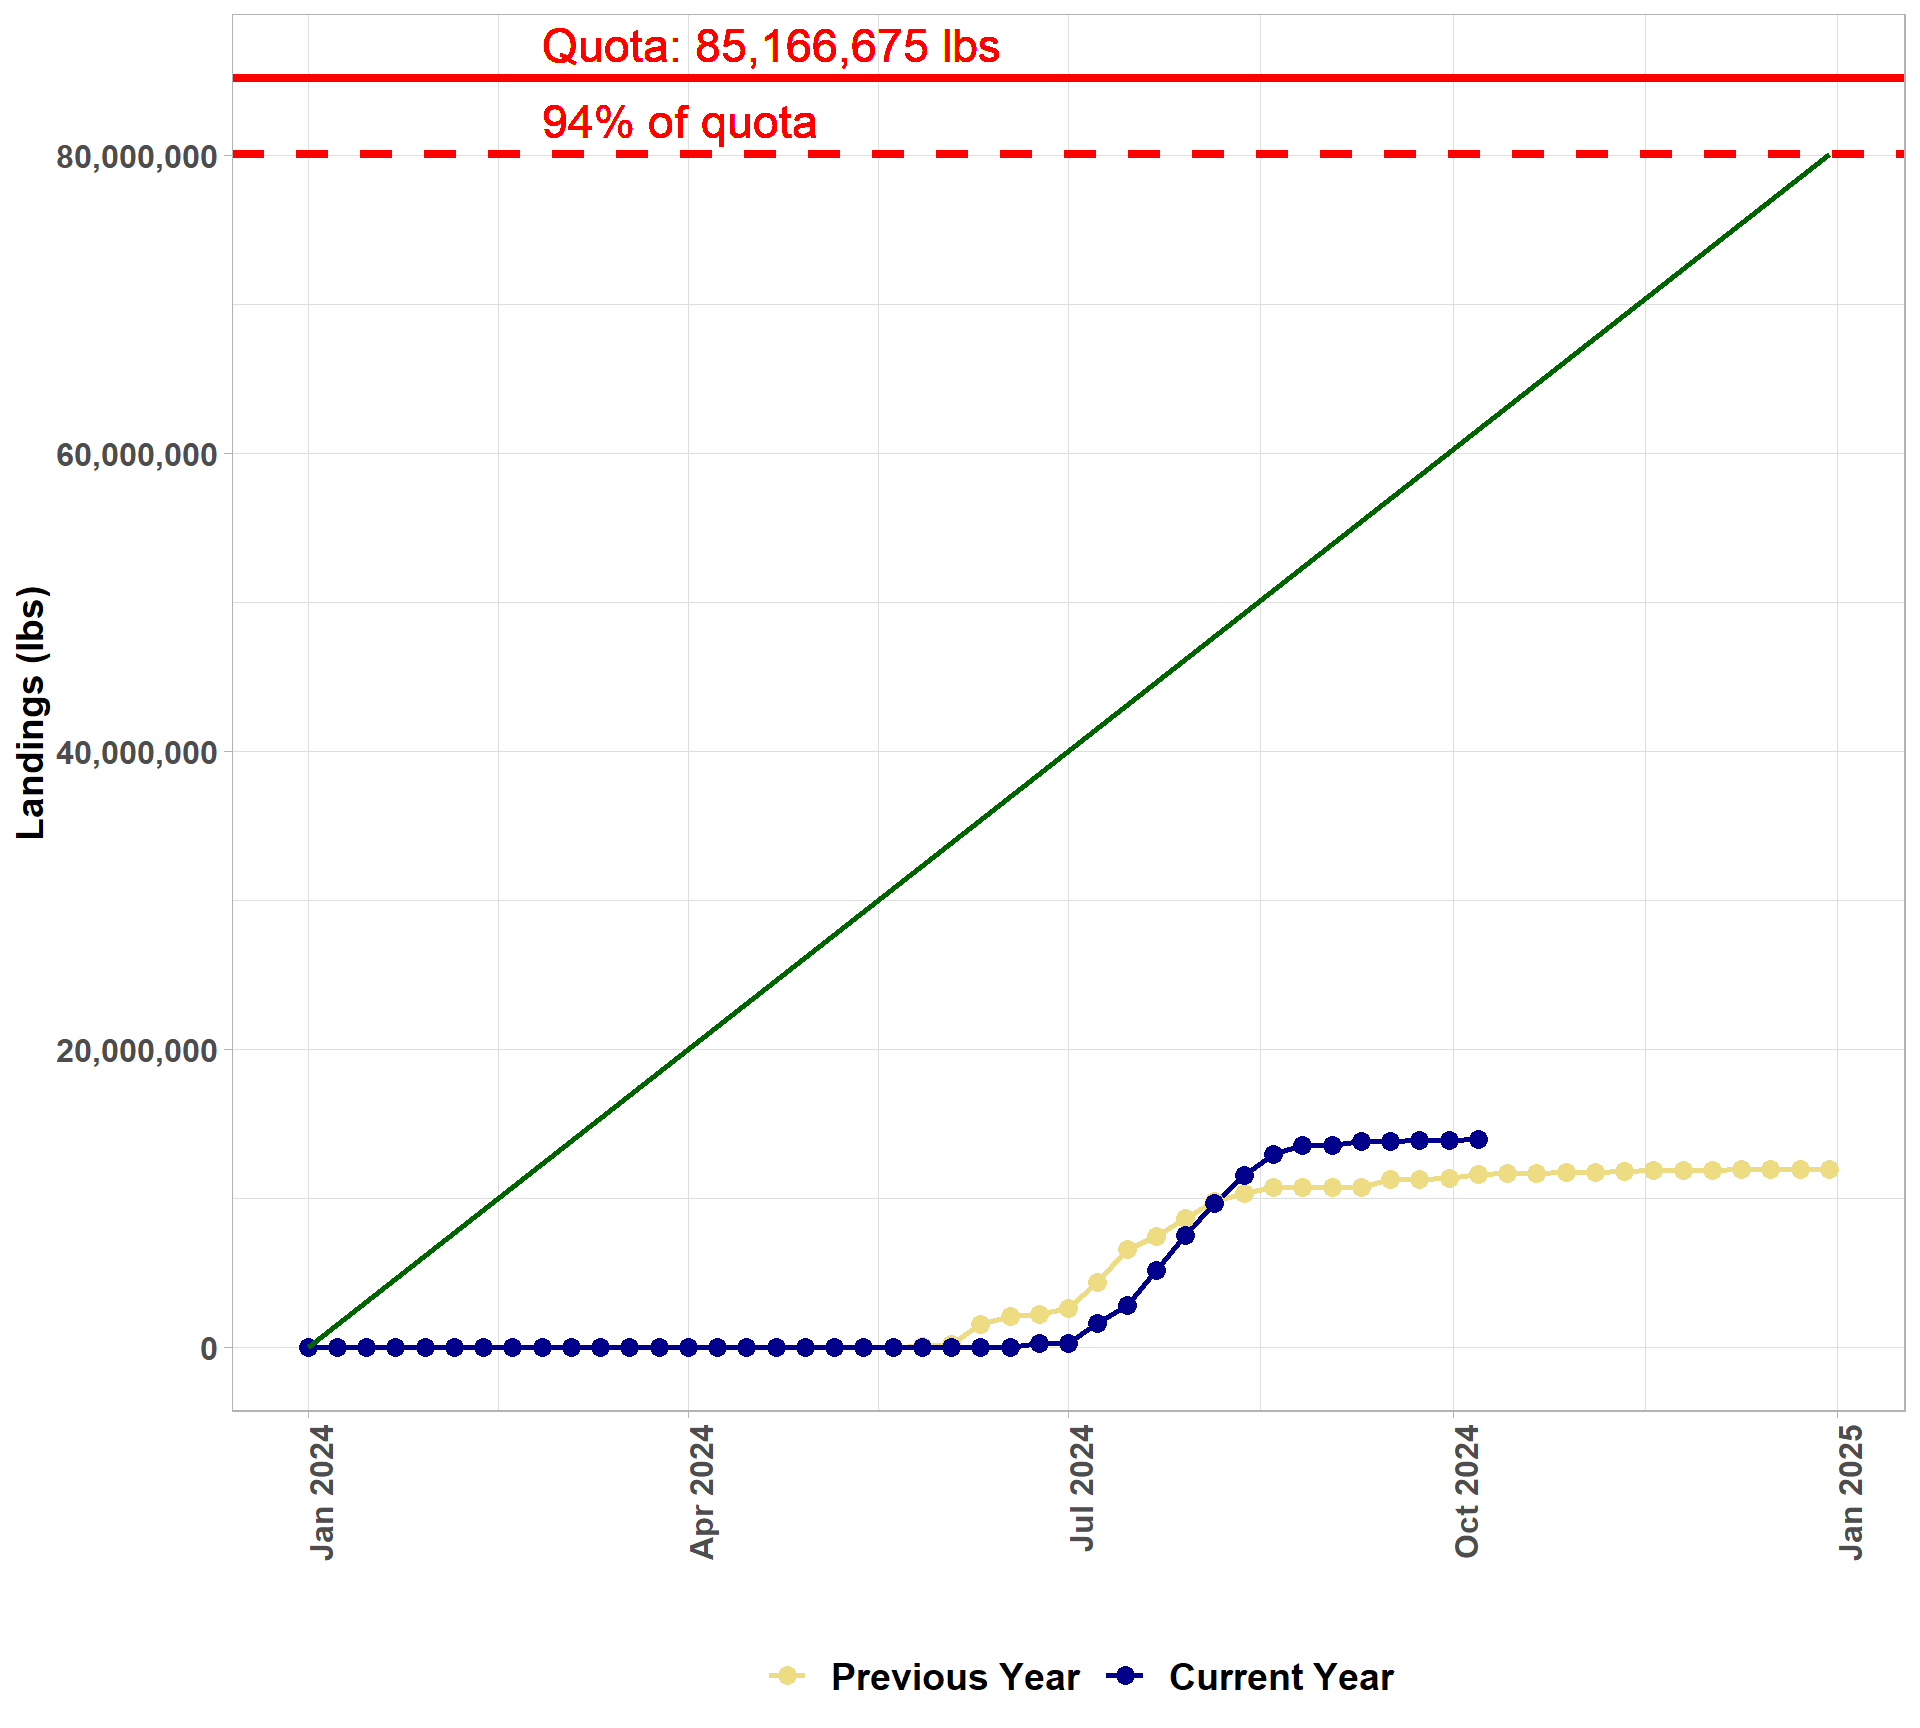 Quota: 85,166,675 lbs
94% of quota
80,000,000
60,000,000
40,000,000
20,000,000
0
Landings (lbs)
Jan 2024
Apr 2024
Jul 2024
Oct 2024
Jan 2025
Previous Year
Current Year